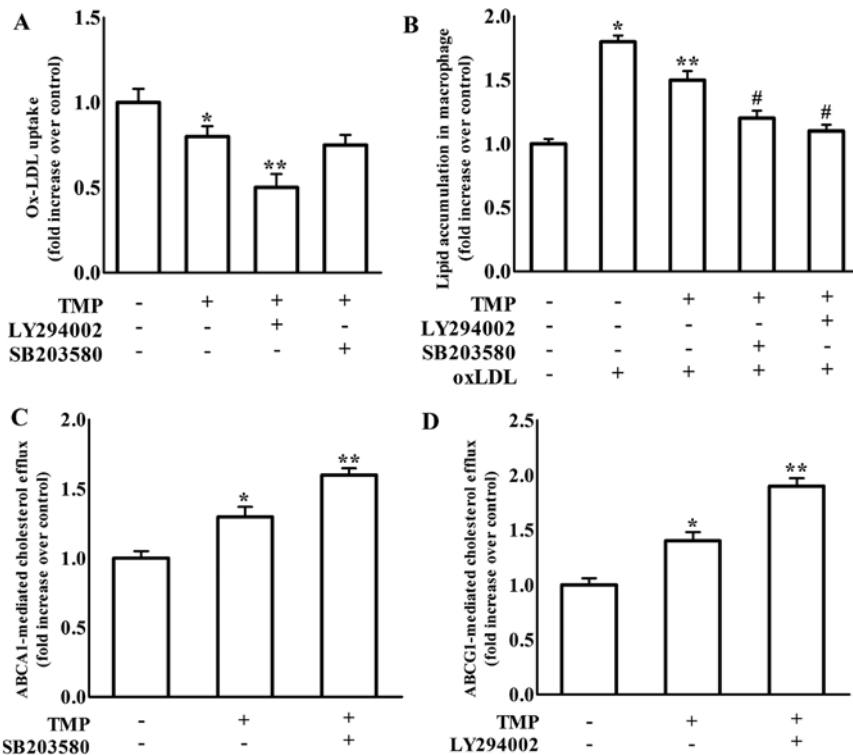 A
Ox-LDL uptake
(fold increase over control)
1.5
1.0
0.5
0.0
*
**
TMP - + + +
LY294002 - - + -
SB203580 - - - +
B
Lipid accumulation in macrophage
(fold increase over control)
2.0
1.5
1.0
0.5
0.0
*
**
#
#
TMP - - + + +
LY294002 - - - - +
SB203580 - - - + -
oxLDL - + + + +
C
ABCA1-mediated cholesterol efflux
(fold increase over control)
2.0
1.5
1.0
0.5
0.0
*
**
TMP - + +
SB203580 - - +
D
ABCG1-mediated cholesterol efflux
(fold increase over control)
2.5
2.0
1.5
1.0
0.5
0.0
*
**
TMP - + +
LY294002 - - +